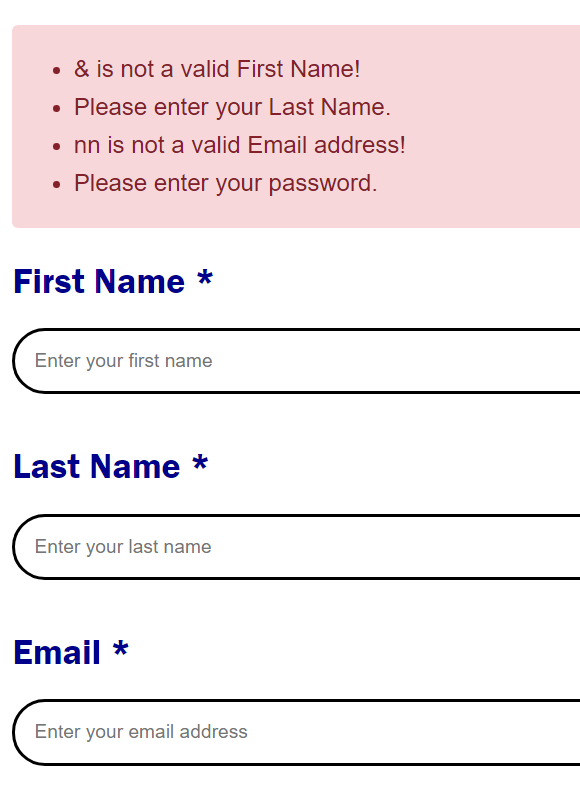 & is not a valid First Name!
Please enter your Last Name.
nn is not a valid Email address!
Please enter your password.
First Name *
Enter your first name
Last Name *
Enter your last name
Email *
Enter your email address